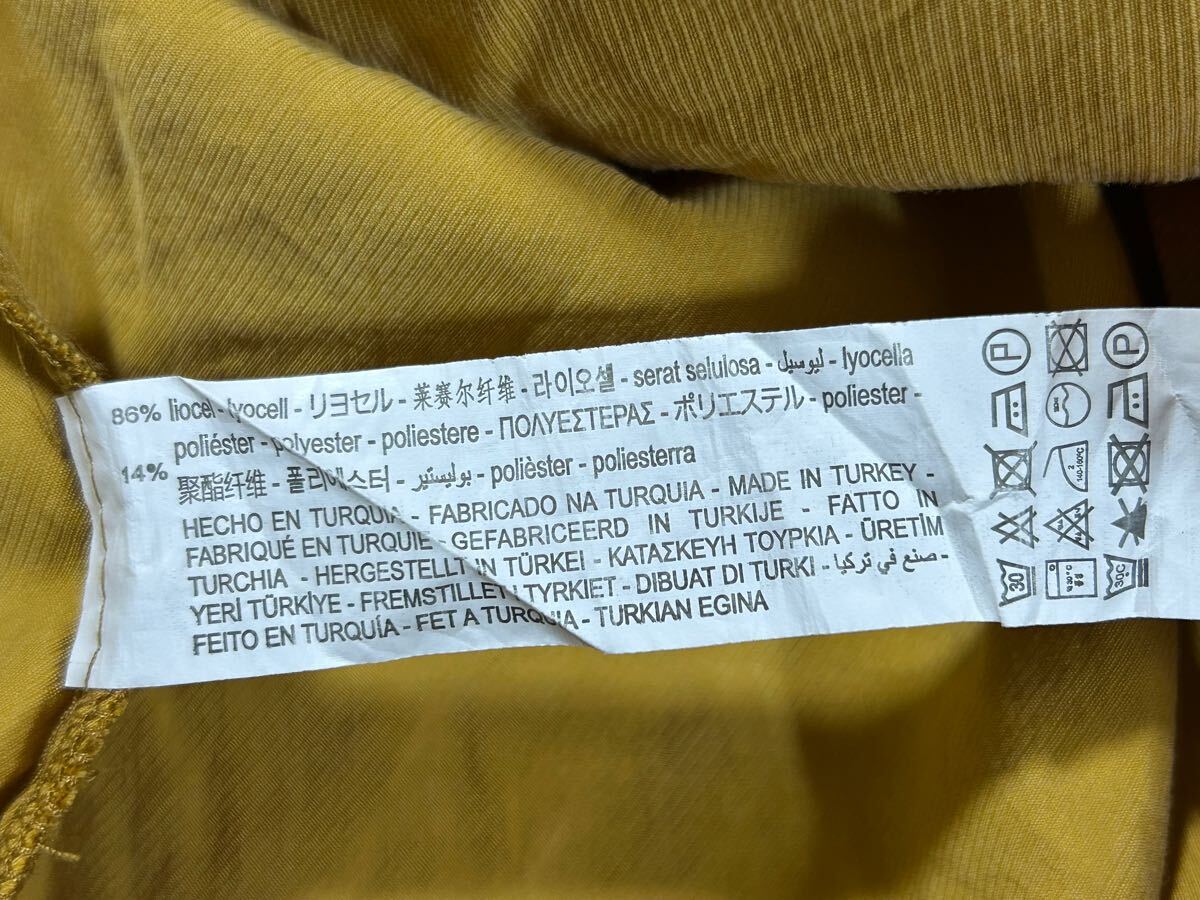 86% liocel - lyocell - リヨセル - 莱赛尔纤维 - 라이오셀 - serat selulosa - ليوسيل - lyocella
14% poliéster - polyester - poliestere - ΠΟΛΥΕΣΤΕΡΑΣ - ポリエステル - poliester -
聚酯纤维 - 폴리에스터 - بوليستير - polièster - poliesterra
HECHO EN TURQUIA - FABRICADO NA TURQUIA - MADE IN TURKEY -
FABRIQUÉ EN TURQUIE - GEFABRICEERD IN TURKIJE - FATTO IN
TURCHIA - HERGESTELLT IN TÜRKEI - ΚΑΤΑΣΚΕΥΗ ΤΟΥΡΚΙΑ - ÜRETİM
YERİ TÜRKİYE - FREMSTILLET I TYRKIET - DIBUAT DI TURKI - صنع في تركيا -
FEITO EN TURQUÍA - FET A TURQUIA - TURKIAN EGINA
P P
30 30°C